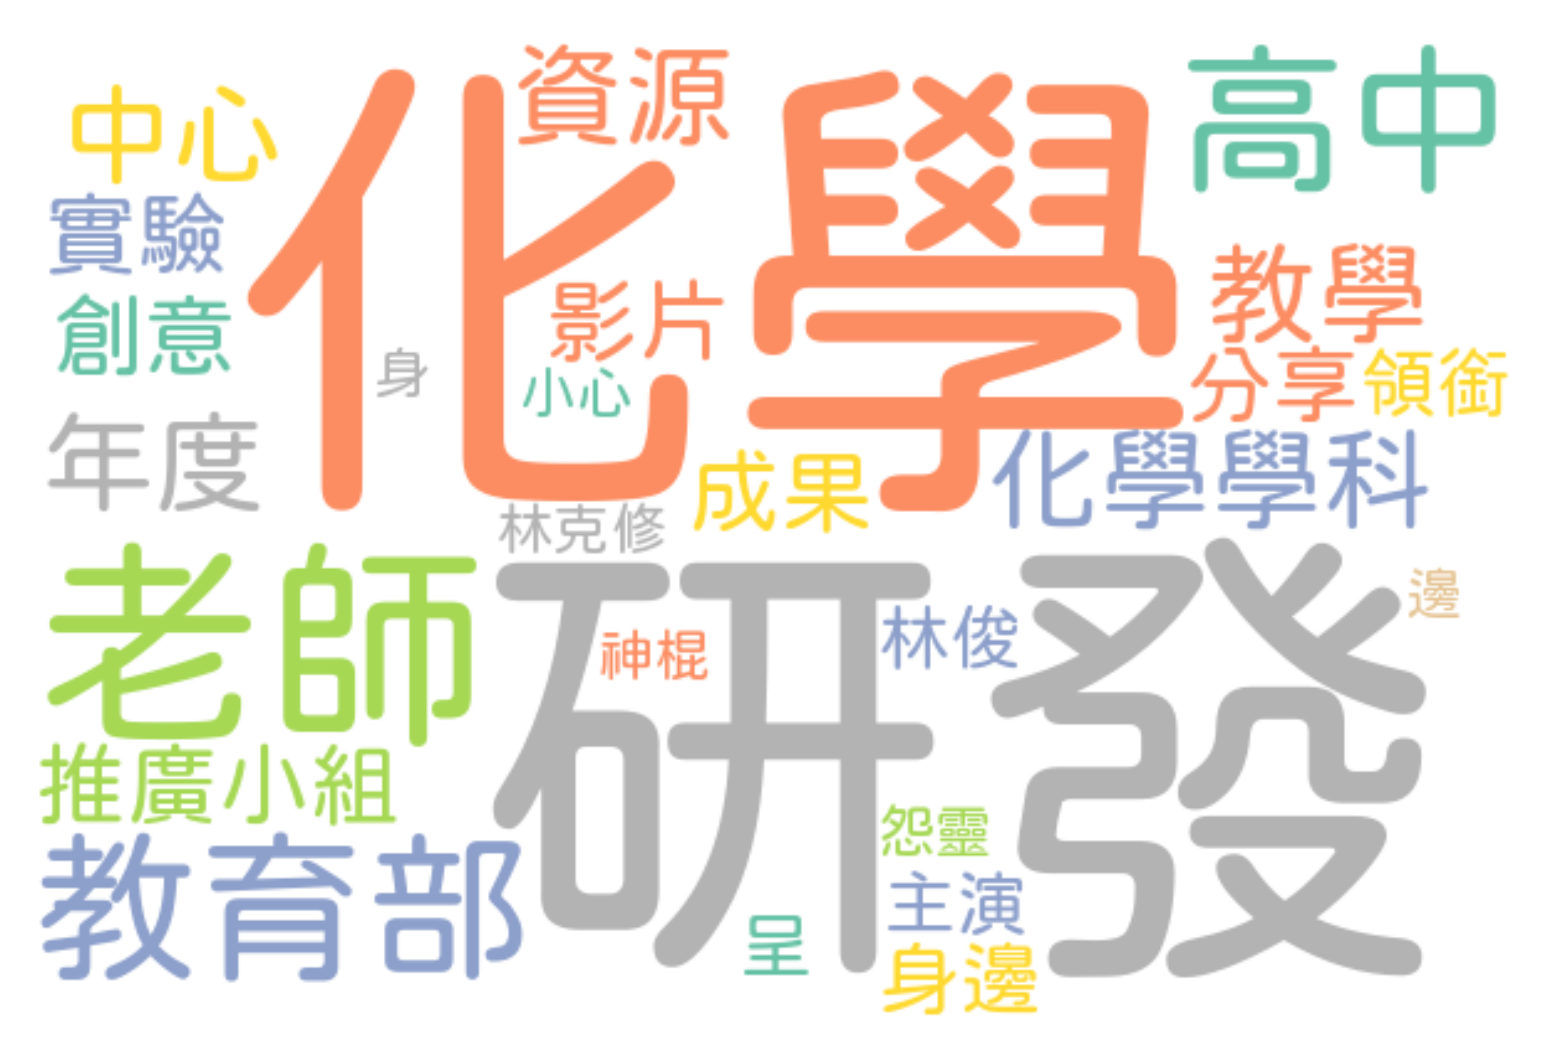 化學
資源
高中
中心
實驗
教學
影片
創意
身
小心
分享
領銜
年度
成果
化學學科
林克修
老師
研發
邊
林俊
神棍
推廣小組
怨靈
教育部
主演
呈
身邊